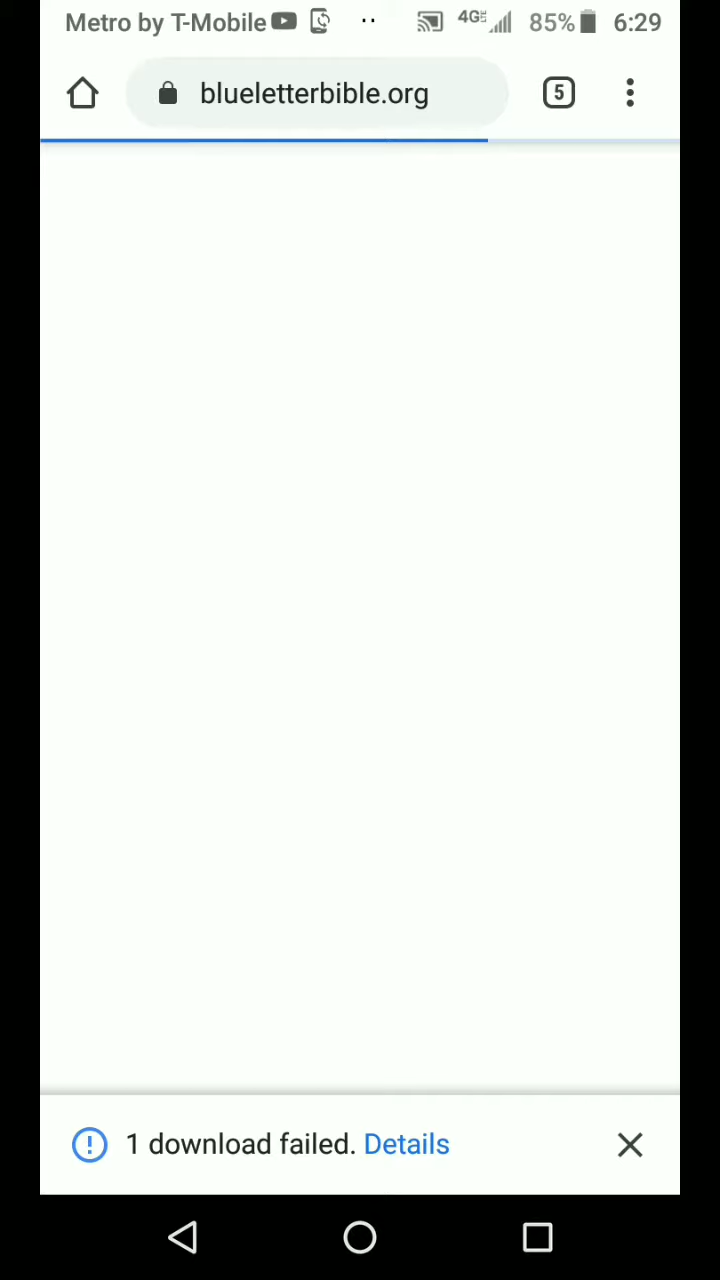 Metro by T-Mobile 4G 85% 6:29
blueletterbible.org 5
1 download failed. Details